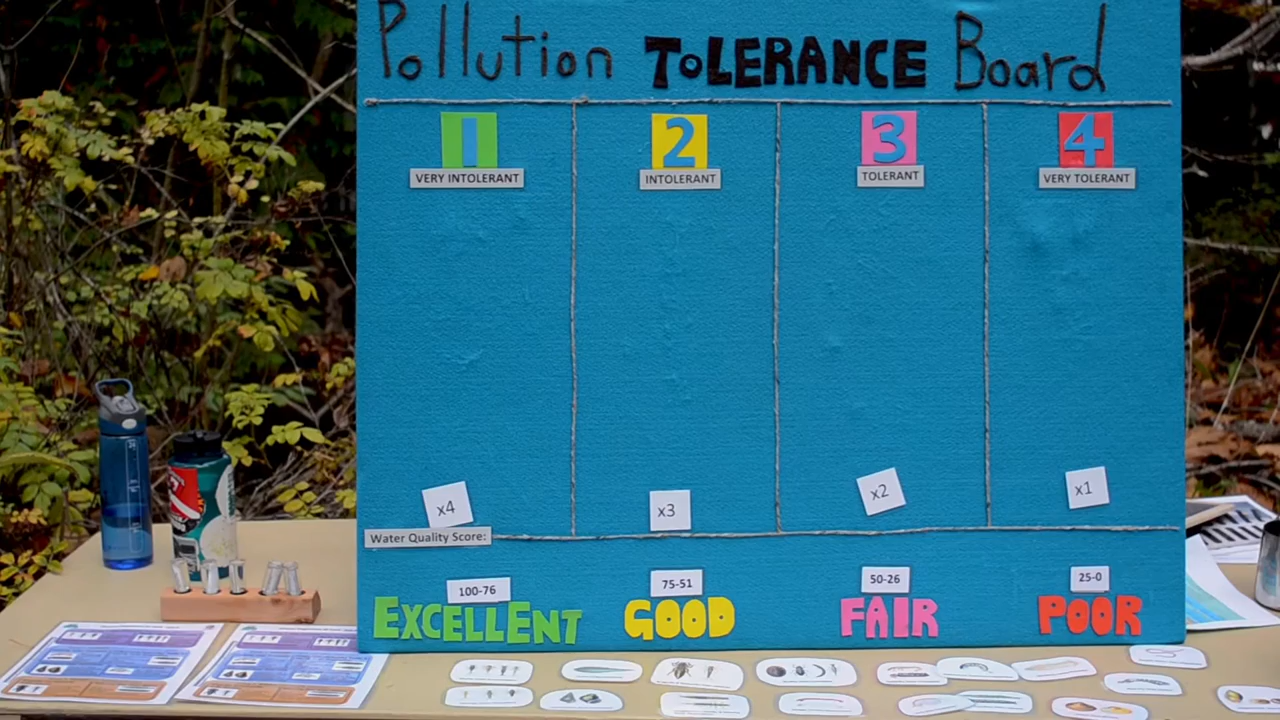 Pollution TOLERANCE Board
1 2 3 4
VERY INTOLERANT INTOLERANT TOLERANT VERY TOLERANT
x4 x3 x2 x1
Water Quality Score:
100-76 75-51 50-26 25-0
EXCELLENT GOOD FAIR POOR